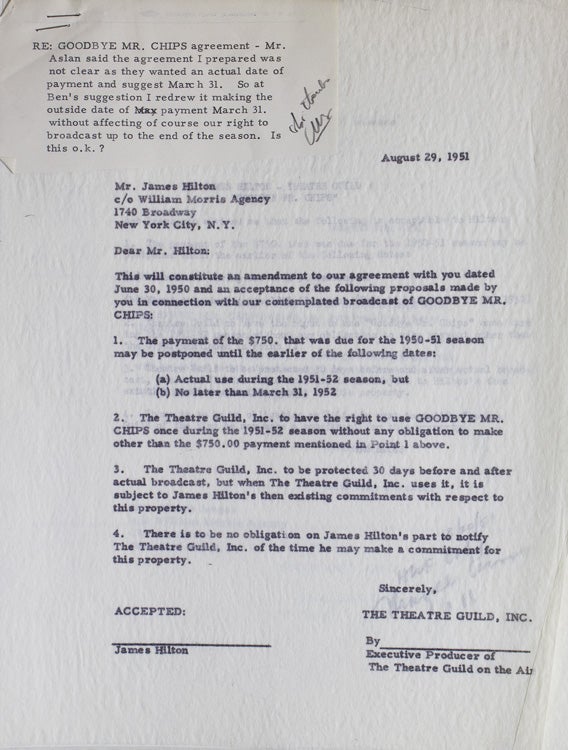 RE: GOODBYE MR. CHIPS agreement - Mr.
Aslan said the agreement I prepared was
not clear as they wanted an actual date of
payment and suggest March 31. So at
Ben's suggestion I redrew it making the
outside date of payment March 31.
without affecting of course our right to
broadcast up to the end of the season. Is
this o.k. ?
August 29, 1951
Mr. James Hilton
c/o William Morris Agency
1740 Broadway
New York City, N.Y.
Dear Mr. Hilton:
This will constitute an amendment to our agreement with you dated
June 30, 1950 and an acceptance of the following proposals made by
you in connection with our contemplated broadcast of GOODBYE MR.
CHIPS:
1. The payment of the $750. that was due for the 1950-51 season
may be postponed until the earlier of the following dates:
(a) Actual use during the 1951-52 season, but
(b) No later than March 31, 1952
2. The Theatre Guild, Inc. to have the right to use GOODBYE MR.
CHIPS once during the 1951-52 season without any obligation to make
other than the $750.00 payment mentioned in Point 1 above.
3. The Theatre Guild, Inc. to be protected 30 days before and after
actual broadcast, but when The Theatre Guild, Inc. uses it, it is
subject to James Hilton's then existing commitments with respect to
this property.
4. There is to be no obligation on James Hilton's part to notify
The Theatre Guild, Inc. of the time he may make a commitment for
this property.
Sincerely,
ACCEPTED:
THE THEATRE GUILD, INC.
By
James Hilton
Executive Producer of
The Theatre Guild on the Air